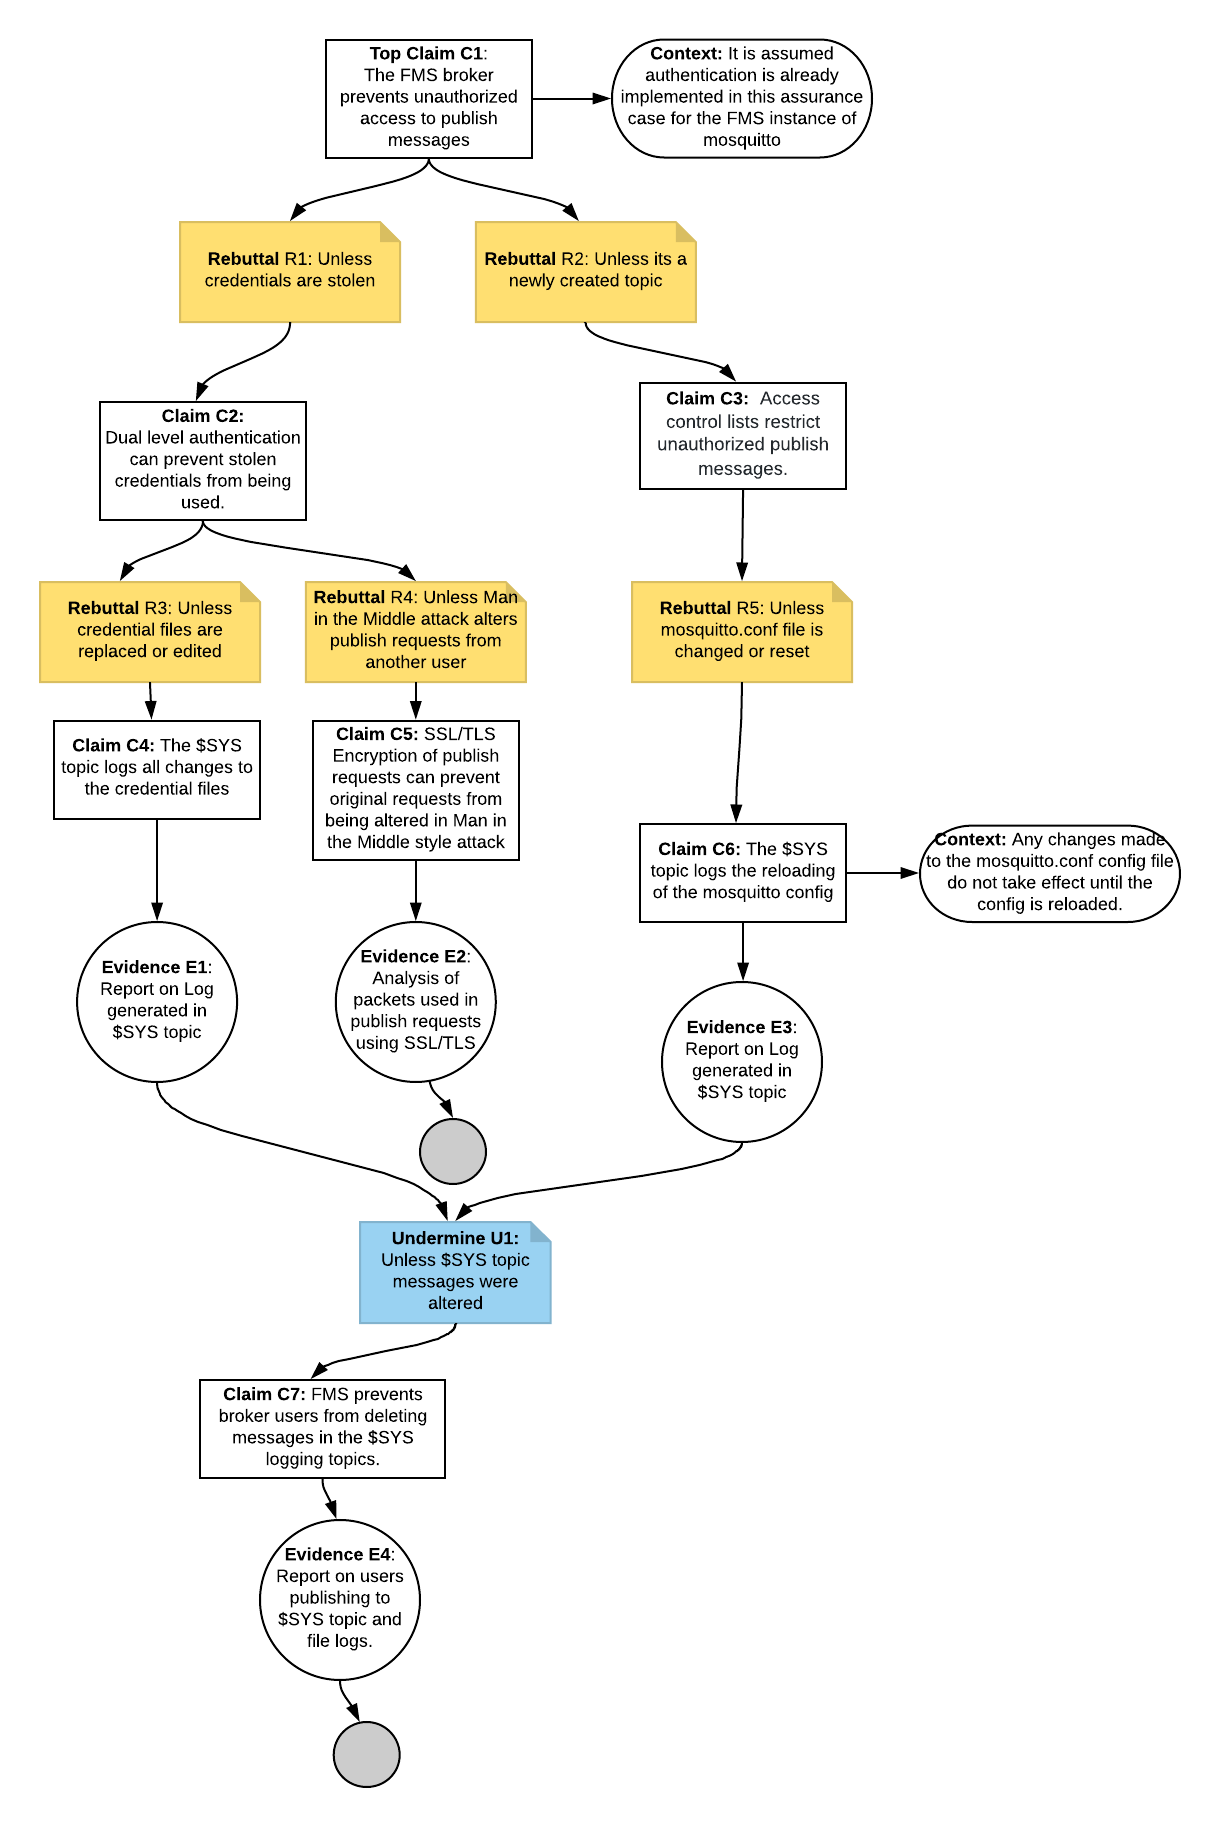 Top Claim C1:
The FMS broker
prevents unauthorized
access to publish
messages
Context: It is assumed
authentication is already
implemented in this assurance
case for the FMS instance of
mosquitto
Rebuttal R1: Unless
credentials are stolen
Rebuttal R2: Unless its a
newly created topic
Claim C2:
Dual level authentication
can prevent stolen
credentials from being
used.
Claim C3: Access
control lists restrict
unauthorized publish
messages.
Rebuttal R3: Unless
credential files are
replaced or edited
Rebuttal R4: Unless Man
in the Middle attack alters
publish requests from
another user
Rebuttal R5: Unless
mosquitto.conf file is
changed or reset
Claim C4: The $SYS
topic logs all changes to
the credential files
Claim C5: SSL/TLS
Encryption of publish
requests can prevent
original requests from
being altered in Man in
the Middle style attack
Claim C6: The $SYS
topic logs the reloading
of the mosquitto config
Context: Any changes made
to the mosquitto.conf config file
do not take effect until the
config is reloaded.
Evidence E1:
Report on Log
generated in
$SYS topic
Evidence E2:
Analysis of
packets used in
publish requests
using SSL/TLS
Evidence E3:
Report on Log
generated in
$SYS topic
Undermine U1:
Unless $SYS topic
messages were
altered
Claim C7: FMS prevents
broker users from deleting
messages in the $SYS
logging topics.
Evidence E4:
Report on users
publishing to
$SYS topic and
file logs.